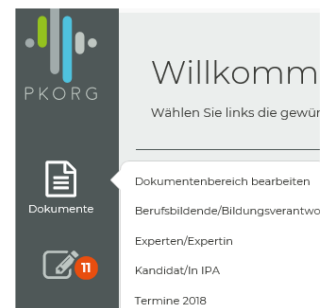 PKORG
Willkomm
Wählen Sie links die gewün
Dokumente
Dokumentenbereich bearbeiten
Berufsbildende/Bildungsverantwo
Experten/Expertin
Kandidat/In IPA
Termine 2018
11